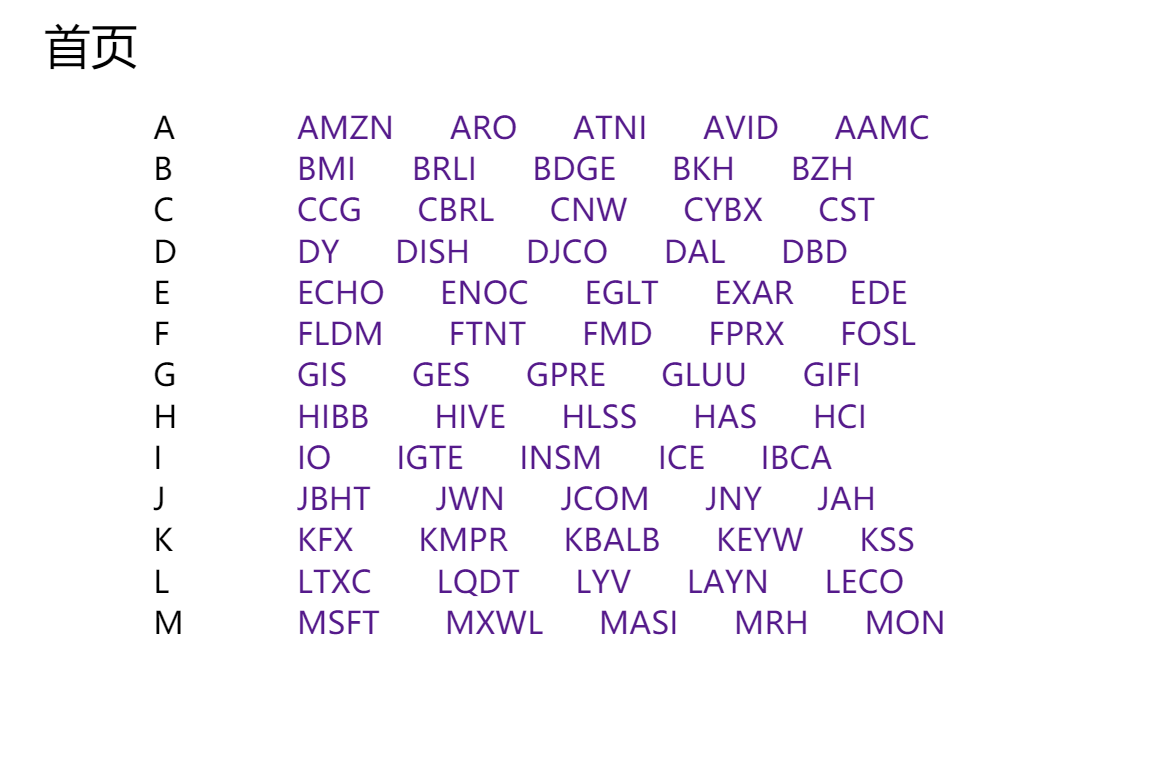 首页
A AMZN ARO ATNI AVID AAMC
B BMI BRLI BDGE BKH BZH
C CCG CBRL CNW CYBX CST
D DY DISH DJCO DAL DBD
E ECHO ENOC EGLT EXAR EDE
F FLDM FTNT FMD FPRX FOSL
G GIS GES GPRE GLUU GIFI
H HIBB HIVE HLSS HAS HCI
I IO IGTE INSM ICE IBCA
J JBHT JWN JCOM JNY JAH
K KFX KMPR KBALB KEYW KSS
L LTXC LQDT LYV LAYN LECO
M MSFT MXWL MASI MRH MON